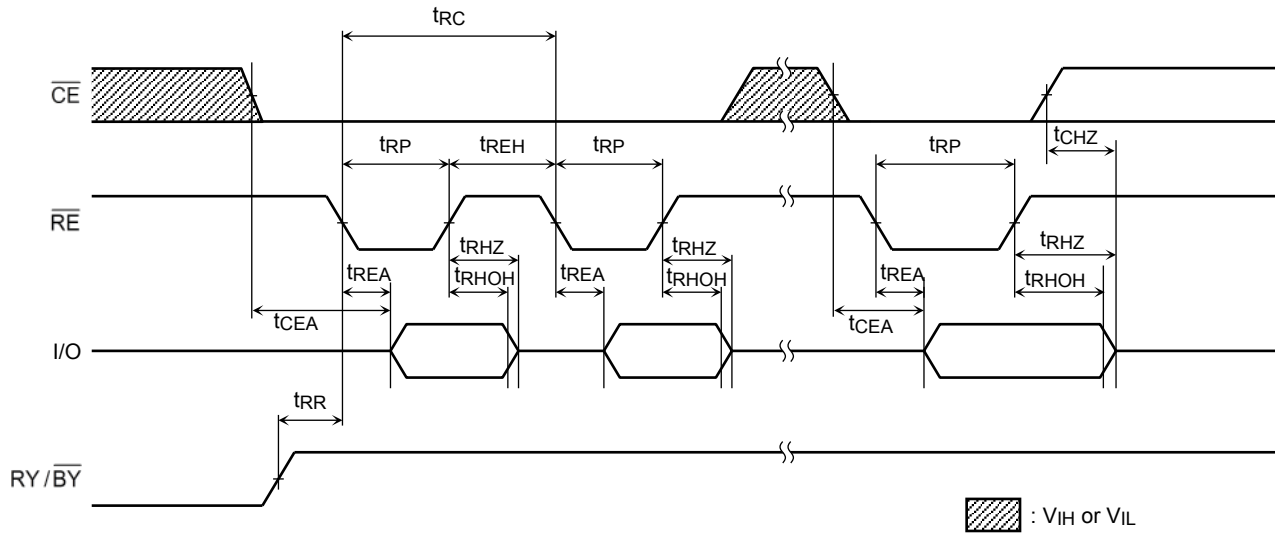 tRC
CE
tCHZ
tRP
tREH
tRP
tRP
RE
tRHZ
tRHZ
tRHZ
tREA
tRHOH
tREA
tRHOH
tREA
tRHOH
tCEA
tCEA
I/O
tRR
RY/BY
: VIH or VIL